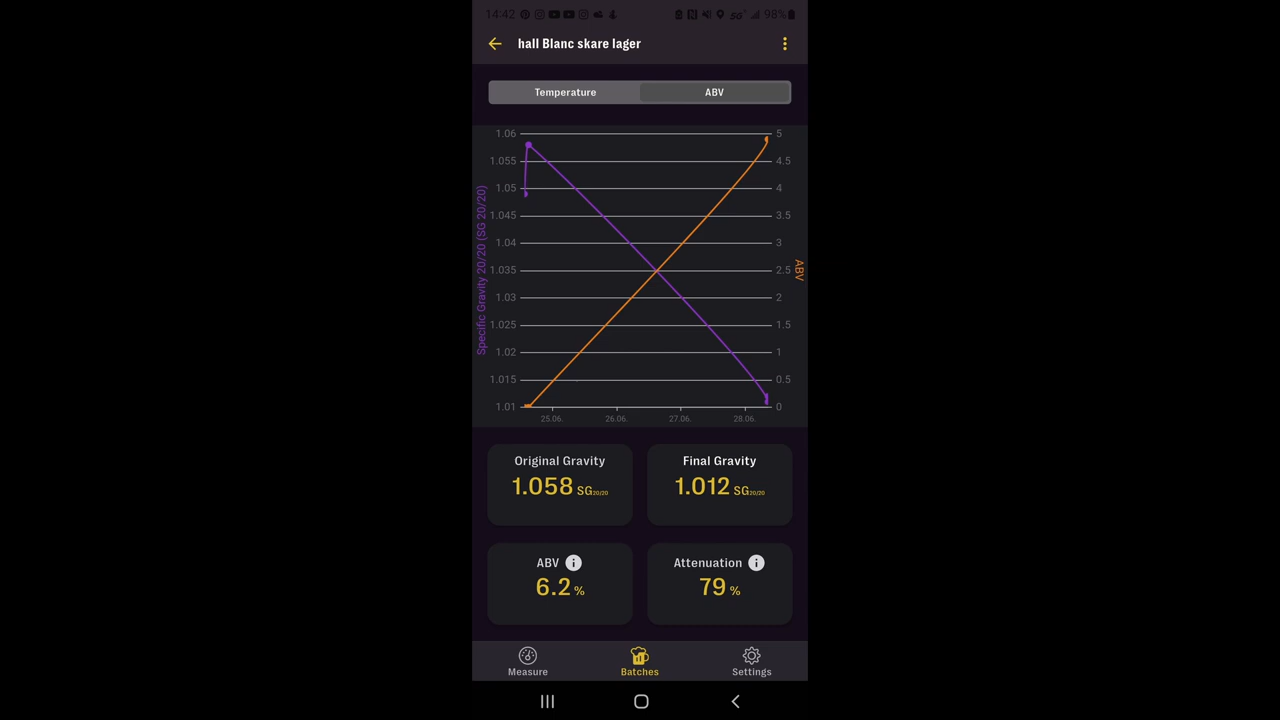 14:42 5G+ 98%
hall Blanc skare lager
Temperature ABV
1.06 5
1.055 4.5
1.05 4
1.045 3.5
1.04 3
1.035 2.5
1.03 2
1.025 1.5
1.02 1
1.015 0.5
1.01 0
Specific Gravity 20/20 (SG 20/20)
ABV
25.06. 26.06. 27.06. 28.06.
Original Gravity Final Gravity
1.058 SG20/20 1.012 SG20/20
ABV i Attenuation i
6.2 % 79 %
Measure Batches Settings